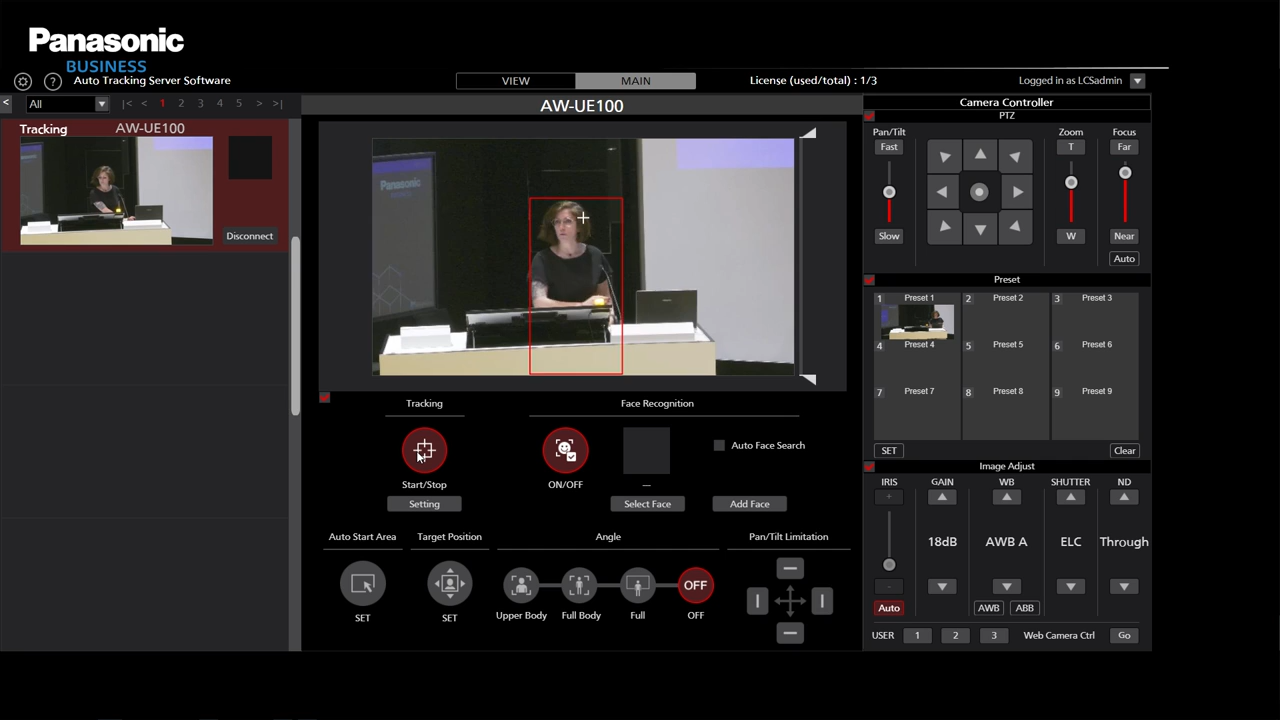 Panasonic
BUSINESS
Auto Tracking Server Software
VIEW
MAIN
License (used/total) : 1/3
Logged in as LCSadmin
<
All
|< < 1 2 3 4 5 > >|
AW-UE100
Camera Controller
PTZ
Tracking
AW-UE100
Disconnect
Panasonic
Pan/Tilt
Fast
Slow
Zoom
T
W
Focus
Far
Near
Auto
Preset
1 Preset 1
2 Preset 2
3 Preset 3
4 Preset 4
5 Preset 5
6 Preset 6
7 Preset 7
8 Preset 8
9 Preset 9
SET
Clear
Tracking
Start/Stop
Setting
Face Recognition
ON/OFF
—
Select Face
Auto Face Search
Add Face
Auto Start Area
SET
Target Position
SET
Angle
Upper Body
Full Body
Full
OFF
OFF
Pan/Tilt Limitation
Image Adjust
IRIS
+
-
Auto
GAIN
18dB
WB
AWB A
AWB
ABB
SHUTTER
ELC
ND
Through
USER
1
2
3
Web Camera Ctrl
Go